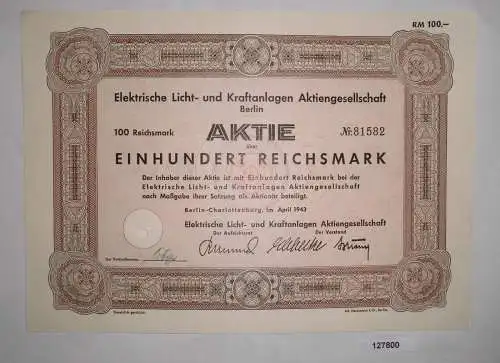 RM 100.—
Elektrische Licht- und Kraftanlagen Aktiengesellschaft
Berlin
100 Reichsmark AKTIE № 81582
über
EINHUNDERT REICHSMARK
Der Inhaber dieser Aktie ist mit Einhundert Reichsmark bei der
Elektrische Licht- und Kraftanlagen Aktiengesellschaft
nach Maßgabe ihrer Satzung als Aktionär beteiligt.
Berlin-Charlottenburg, im April 1943
Elektrische Licht- und Kraftanlagen Aktiengesellschaft
Der Aufsichtsrat Der Vorstand
127800